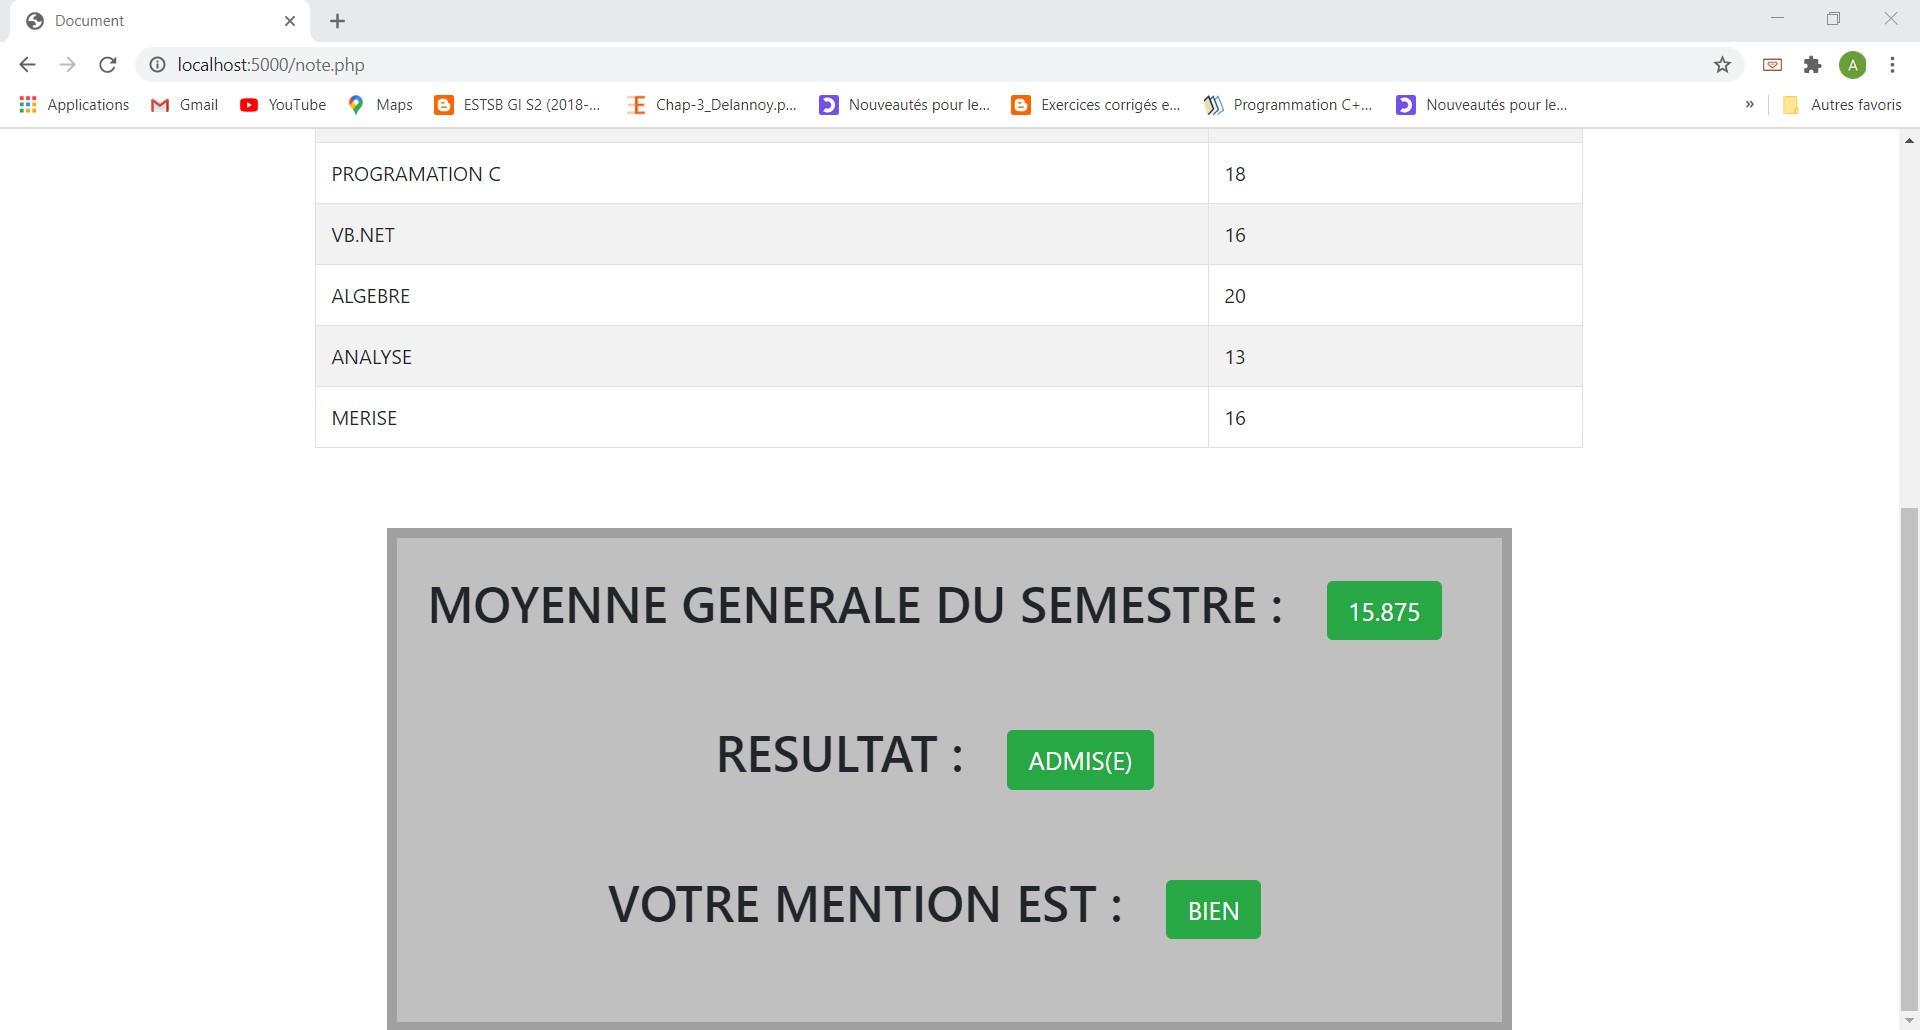 Document
localhost:5000/note.php
A
Applications Gmail YouTube Maps ESTSB GI S2 (2018-... Chap-3_Delannoy.p... Nouveautés pour le... Exercices corrigés e... Programmation C+... Nouveautés pour le... » Autres favoris
PROGRAMATION C 18
VB.NET 16
ALGEBRE 20
ANALYSE 13
MERISE 16
MOYENNE GENERALE DU SEMESTRE : 15.875
RESULTAT : ADMIS(E)
VOTRE MENTION EST : BIEN